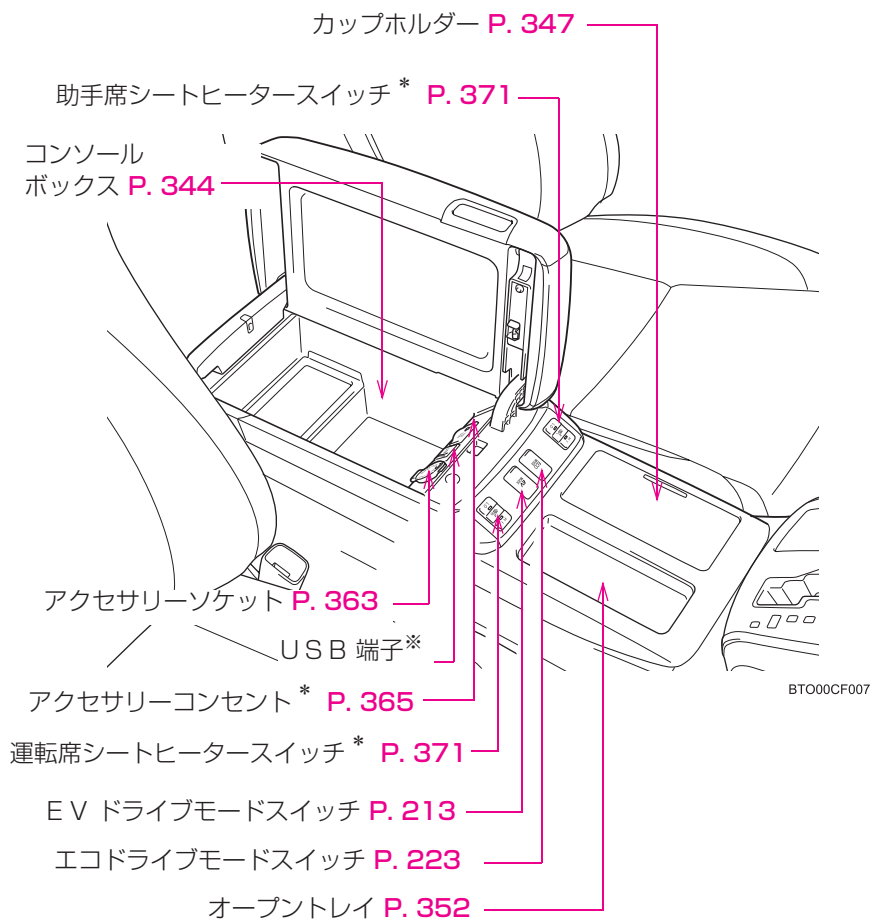 カップホルダー P. 347
助手席シートヒータースイッチ* P. 371
コンソール
ボックス P. 344
アクセサリーソケット P. 363
ＵＳＢ 端子※
BTO00CF007
アクセサリーコンセント* P. 365
運転席シートヒータースイッチ* P. 371
ＥＶ ドライブモードスイッチ P. 213
エコドライブモードスイッチ P. 223
オープントレイ P. 352